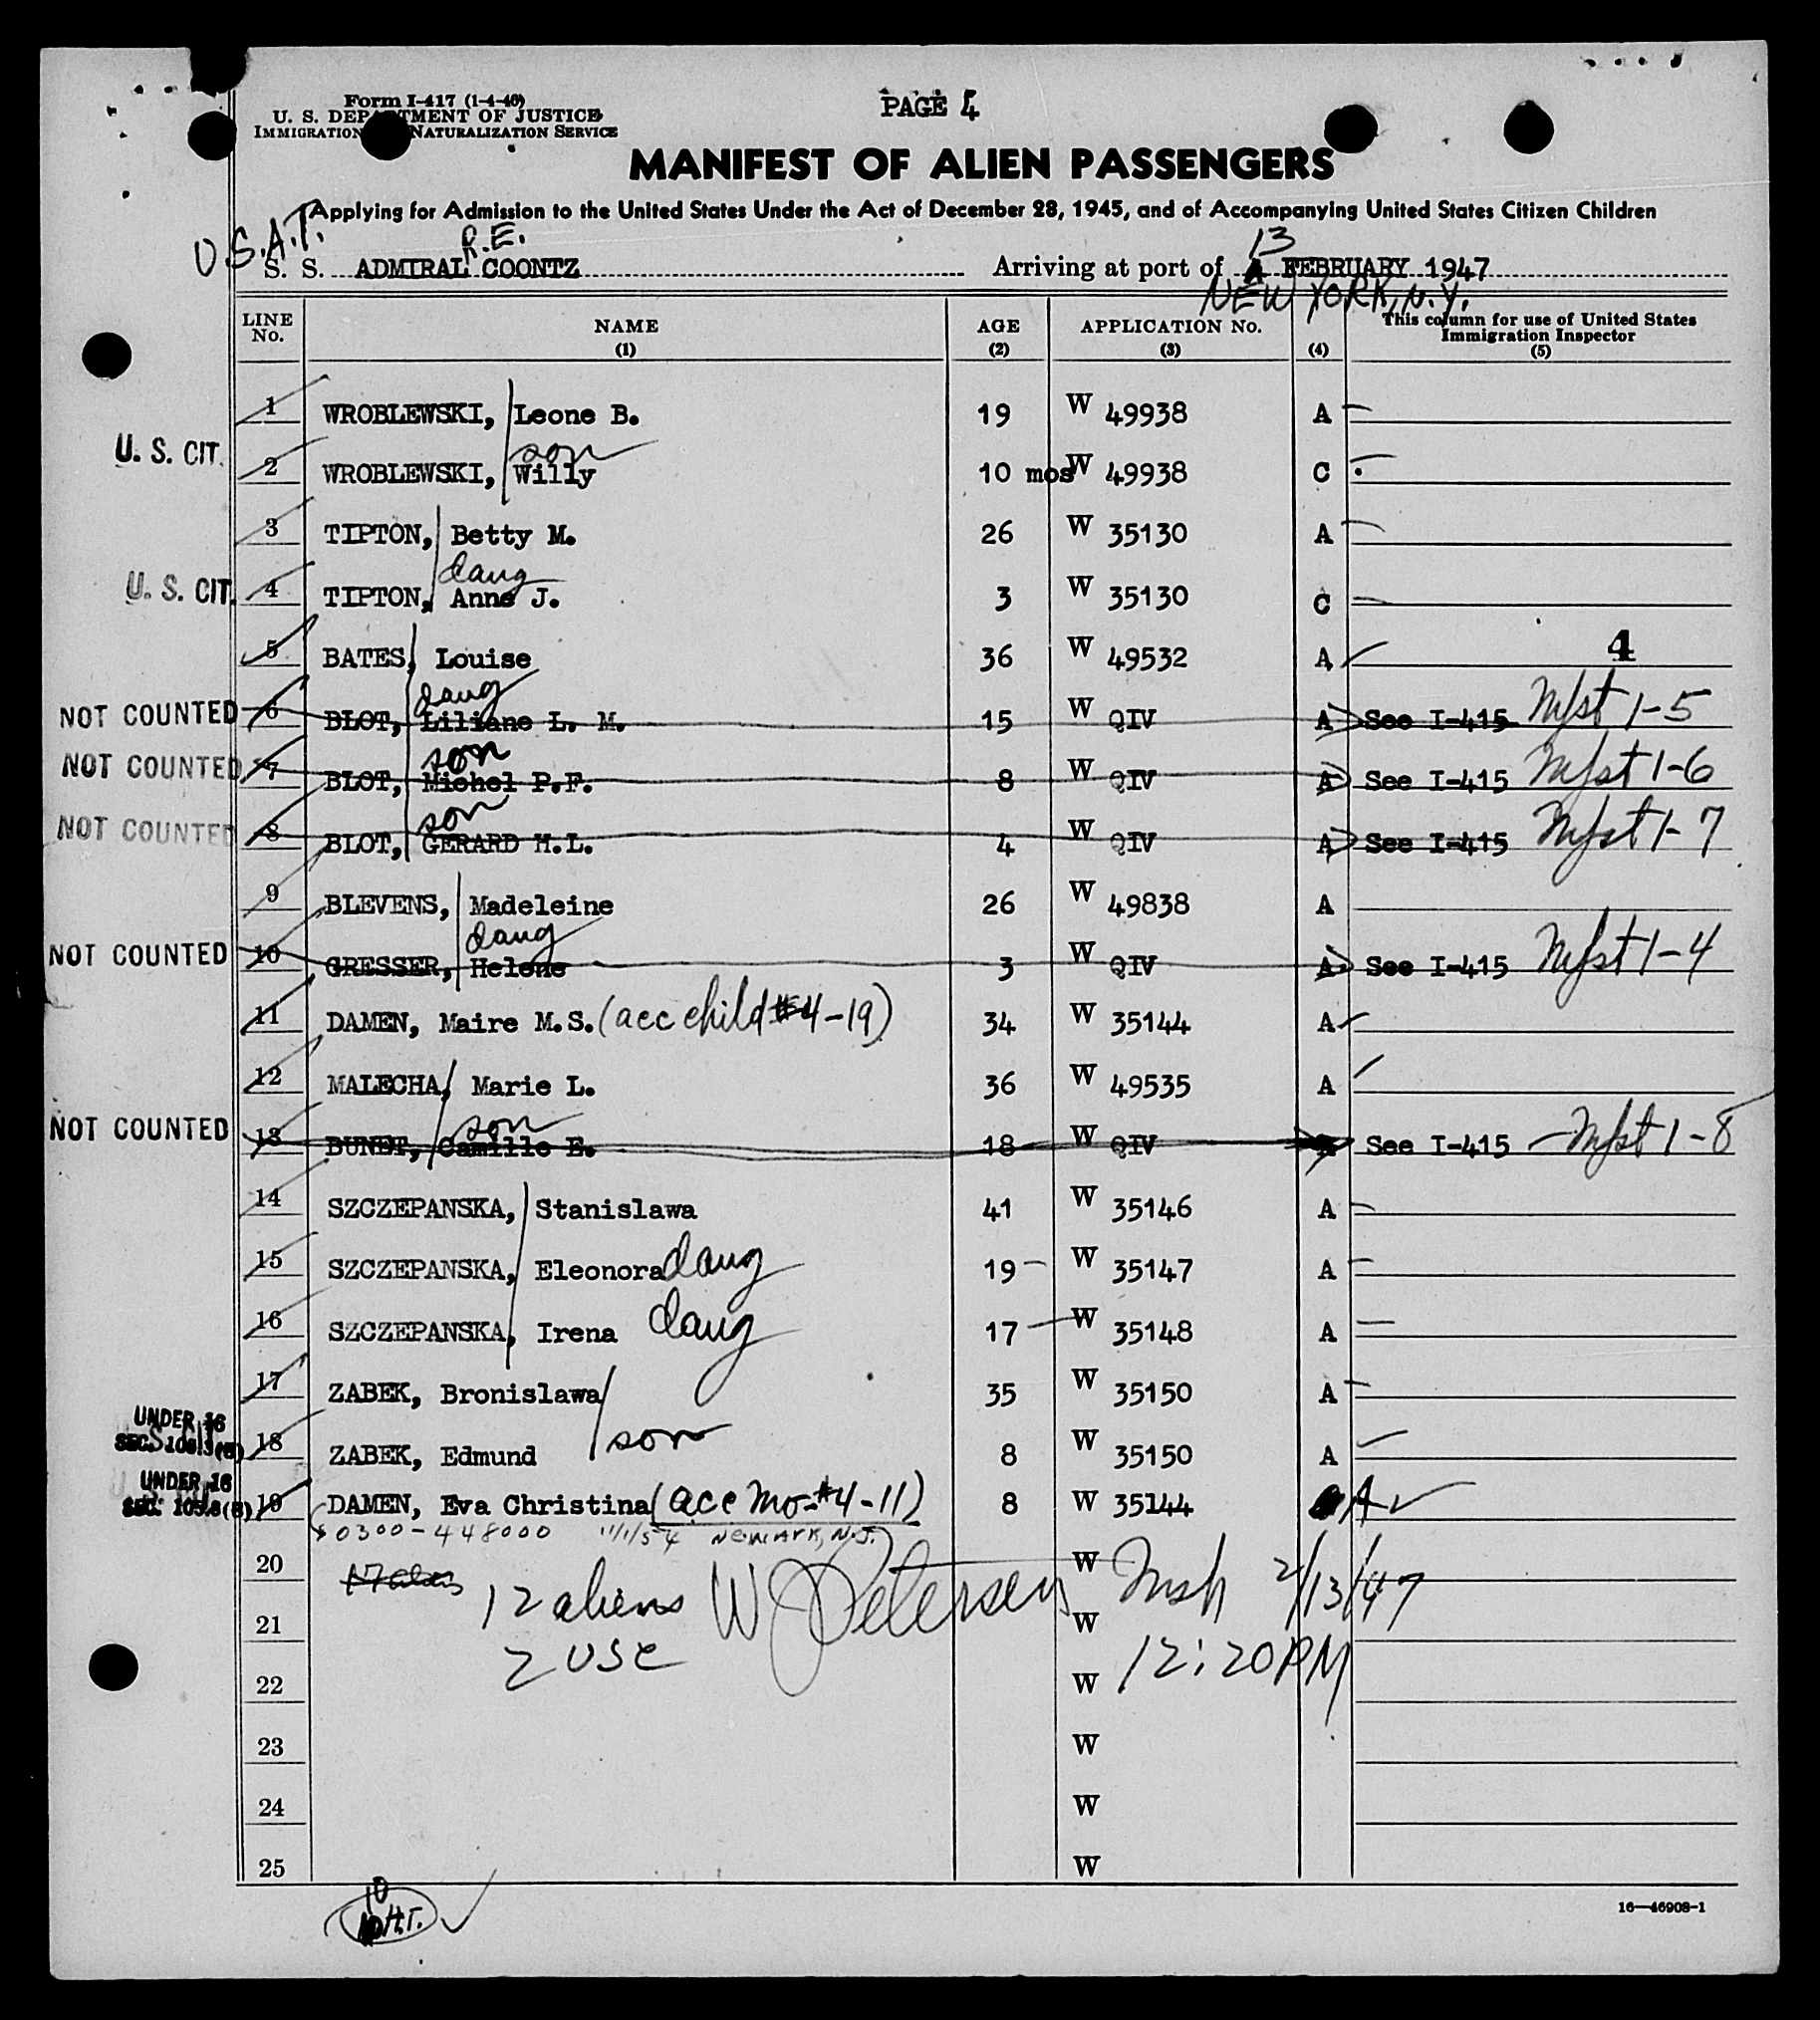 Form I-417 (1-4-46)
PAGE 4
U. S. DEPARTMENT OF JUSTICE
IMMIGRATION NATURALIZATION SERVICE
MANIFEST OF ALIEN PASSENGERS
Applying for Admission to the United States Under the Act of December 28, 1945, and of Accompanying United States Citizen Children
U.S.A.T. R.E. 13
S. S. ADMIRAL COONTZ Arriving at port of FEBRUARY 1947
NEW YORK, N.Y.
LINE No. NAME (1) AGE (2) APPLICATION No. (3) (4) This column for use of United States Immigration Inspector (5)
1 WROBLEWSKI, Leone B. 19 W 49938 A
U. S. CIT. 2 WROBLEWSKI, Willy son 10 mos W 49938 C
3 TIPTON, Betty M. 26 W 35130 A
U. S. CIT. 4 TIPTON, Anne J. daug 3 W 35130 C
5 BATES, Louise 36 W 49532 A 4
NOT COUNTED 6 BLOT, Liliane L. M. daug 15 W QIV A See I-415 Mfst 1-5
NOT COUNTED 7 BLOT, Michel P.F. son 8 W QIV A See I-415 Mfst 1-6
NOT COUNTED 8 BLOT, GERARD H.L. son 4 W QIV A See I-415 Mfst 1-7
9 BLEVENS, Madeleine 26 W 49838 A
NOT COUNTED 10 GRESSER, Helene daug 3 W QIV A See I-415 Mfst 1-4
11 DAMEN, Maire M.S. (acc child #4-19) 34 W 35144 A
12 MALECHA, Marie L. 36 W 49535 A
NOT COUNTED 13 BUNDT, Camille E. son 18 W QIV A See I-415 Mfst 1-8
14 SZCZEPANSKA, Stanislawa 41 W 35146 A
15 SZCZEPANSKA, Eleonora daug 19 W 35147 A
16 SZCZEPANSKA, Irena daug 17 W 35148 A
17 ZABEK, Bronislawa 35 W 35150 A
UNDER 16 18 ZABEK, Edmund son 8 W 35150 A
UNDER 16 19 DAMEN, Eva Christina (acc Mo-#4-11) 8 W 35144 A
0300-448000 11/1/54 NEWARK, N.J.
20 W
12 aliens W Petersen 2/13/47
21 W
2 USC 12:20 PM
22 W
23 W
24 W
25 W
10
16—46908-1